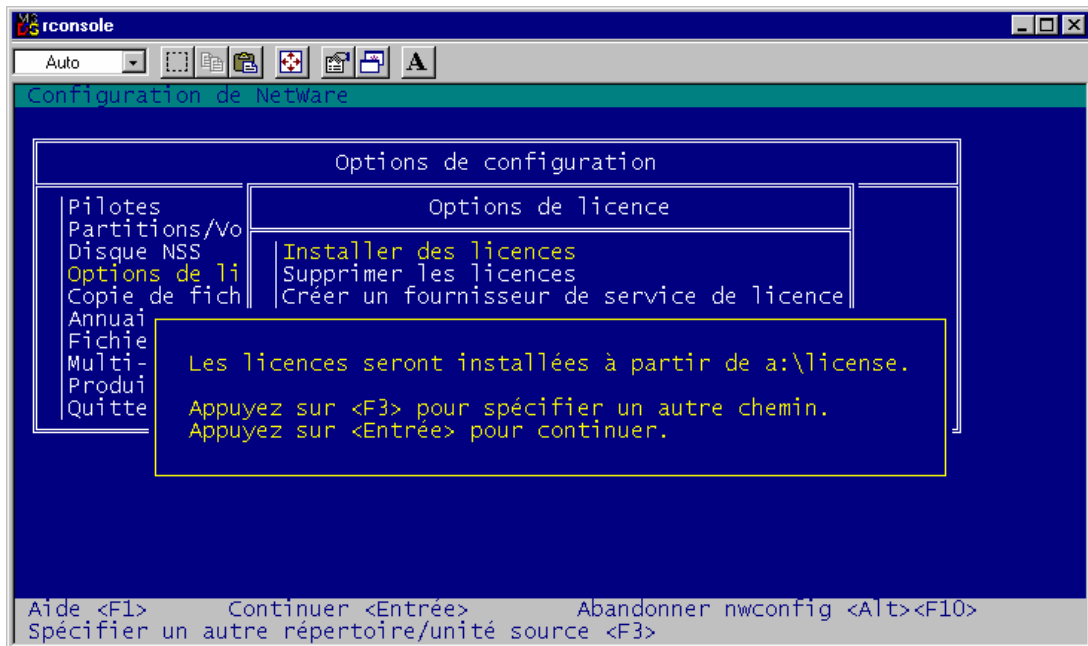 rconsole
Auto
A
Configuration de NetWare
Options de configuration
Pilotes
Options de licence
Partitions/Vo
Disque NSS
Installer des licences
Options de li
Supprimer les licences
Copie de fich
Créer un fournisseur de service de licence
Annuai
Fichie
Les licences seront installées à partir de a:\license.
Multi-
Produi
Quitte
Appuyez sur <F3> pour spécifier un autre chemin.
Appuyez sur <Entrée> pour continuer.
Aide <F1> Continuer <Entrée> Abandonner nwconfig <Alt><F10>
Spécifier un autre répertoire/unité source <F3>